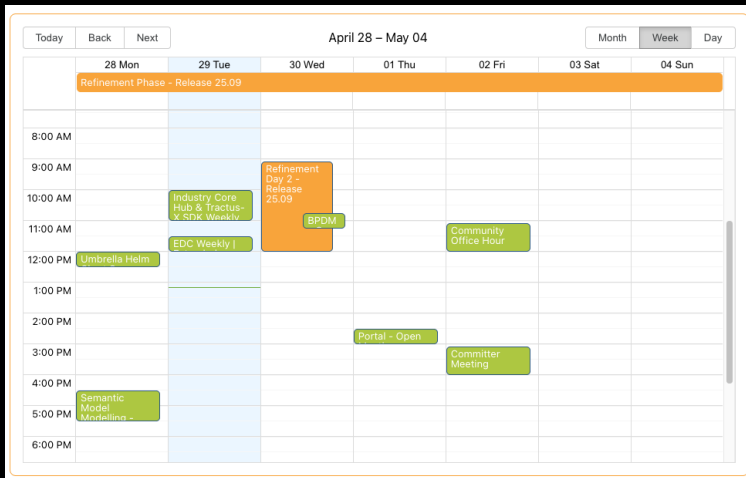 Today Back Next April 28 – May 04 Month Week Day
28 Mon 29 Tue 30 Wed 01 Thu 02 Fri 03 Sat 04 Sun
Refinement Phase - Release 25.09
8:00 AM
9:00 AM
Refinement
Day 2 -
Release
25.09
10:00 AM
Industry Core
Hub & Tractus-
X SDK Weekly
BPDM
11:00 AM
Community
Office Hour
EDC Weekly |
12:00 PM
Umbrella Helm
1:00 PM
2:00 PM
Portal - Open
3:00 PM
Committer
Meeting
4:00 PM
Semantic
Model
Modelling -
5:00 PM
6:00 PM